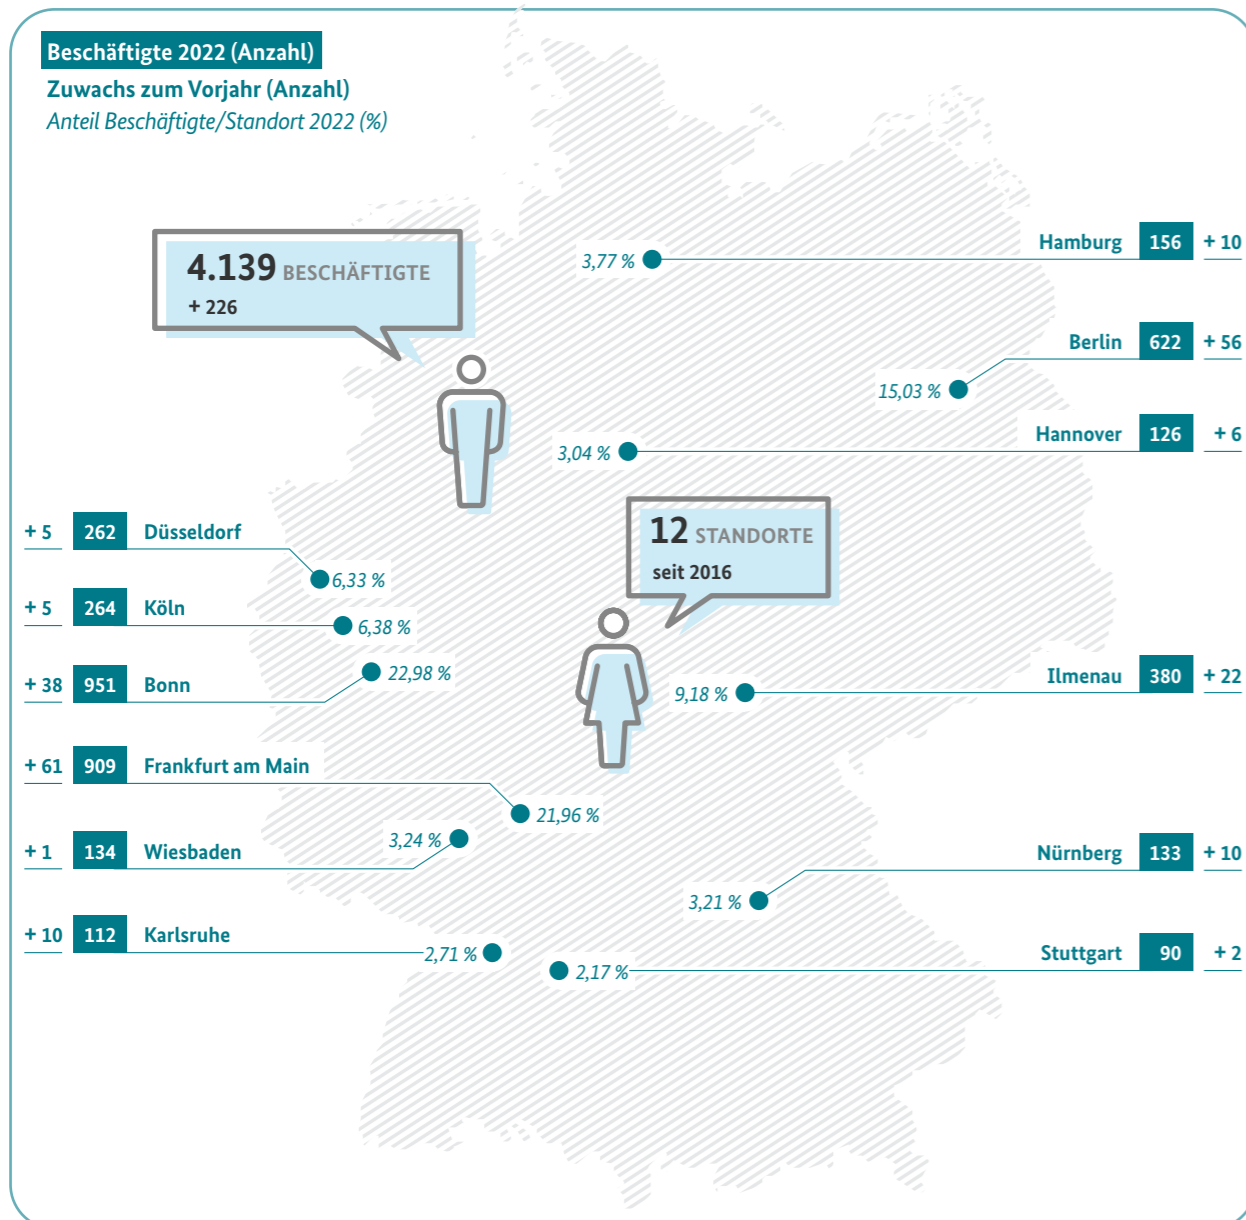 Beschäftigte 2022 (Anzahl)
Zuwachs zum Vorjahr (Anzahl)
Anteil Beschäftigte/Standort 2022 (%)
4.139 BESCHÄFTIGTE
+ 226
3,77 %
Hamburg 156 + 10
Berlin 622 + 56
15,03 %
Hannover 126 + 6
3,04 %
12 STANDORTE
seit 2016
+ 5 262 Düsseldorf
6,33 %
+ 5 264 Köln
6,38 %
+ 38 951 Bonn
22,98 %
Ilmenau 380 + 22
9,18 %
+ 61 909 Frankfurt am Main
21,96 %
+ 1 134 Wiesbaden
3,24 %
Nürnberg 133 + 10
3,21 %
+ 10 112 Karlsruhe
2,71 %
Stuttgart 90 + 2
2,17 %